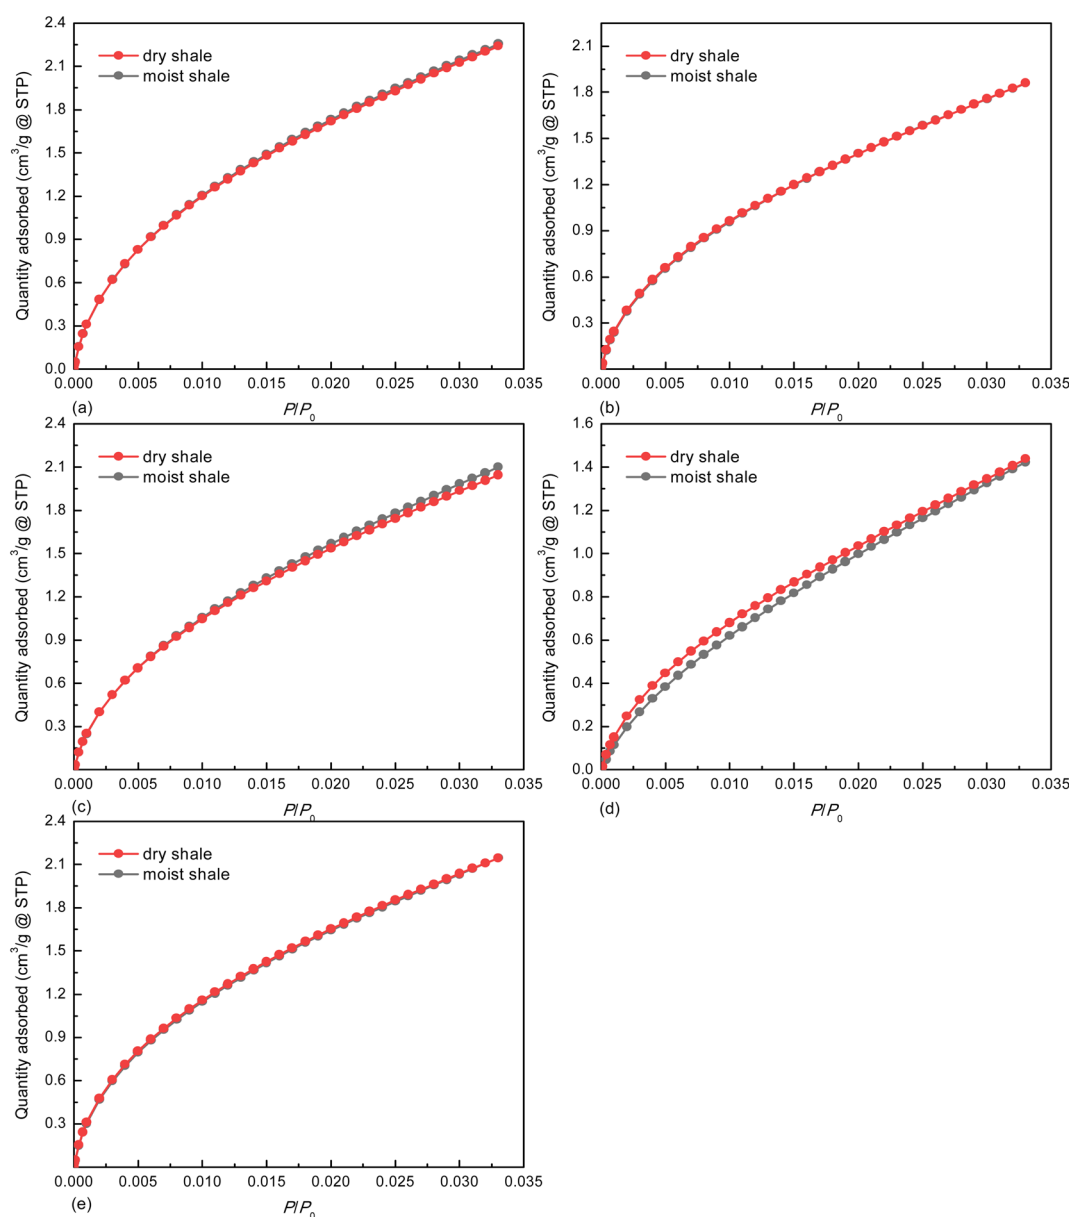 Quantity adsorbed (cm³/g @ STP)
2.4
2.1
1.8
1.5
1.2
0.9
0.6
0.3
0.0
dry shale
moist shale
0.000 0.005 0.010 0.015 0.020 0.025 0.030 0.035
(a) P/P₀
Quantity adsorbed (cm³/g @ STP)
2.1
1.8
1.5
1.2
0.9
0.6
0.3
dry shale
moist shale
0.000 0.005 0.010 0.015 0.020 0.025 0.030 0.035
(b) P/P₀
Quantity adsorbed (cm³/g @ STP)
2.4
2.1
1.8
1.5
1.2
0.9
0.6
0.3
dry shale
moist shale
0.000 0.005 0.010 0.015 0.020 0.025 0.030 0.035
(c) P/P₀
Quantity adsorbed (cm³/g @ STP)
1.6
1.4
1.2
1.0
0.8
0.6
0.4
0.2
0.0
dry shale
moist shale
0.000 0.005 0.010 0.015 0.020 0.025 0.030 0.035
(d) P/P₀
Quantity adsorbed (cm³/g @ STP)
2.4
2.1
1.8
1.5
1.2
0.9
0.6
0.3
dry shale
moist shale
0.000 0.005 0.010 0.015 0.020 0.025 0.030 0.035
(e) P/P₀